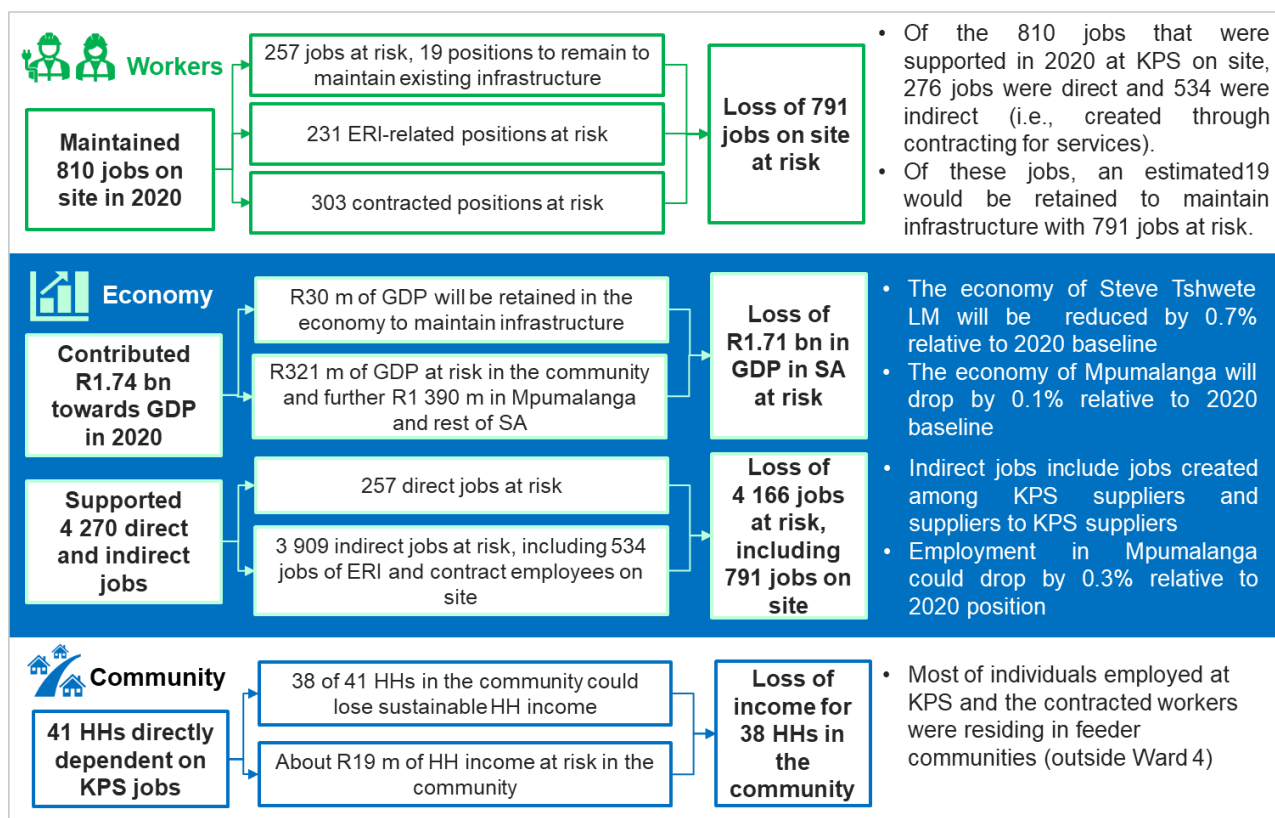 Workers
Maintained
810 jobs on
site in 2020
257 jobs at risk, 19 positions to remain to
maintain existing infrastructure
231 ERI-related positions at risk
303 contracted positions at risk
Loss of 791
jobs on site
at risk
• Of the 810 jobs that were
supported in 2020 at KPS on site,
276 jobs were direct and 534 were
indirect (i.e., created through
contracting for services).
• Of these jobs, an estimated19
would be retained to maintain
infrastructure with 791 jobs at risk.
Economy
Contributed
R1.74 bn
towards GDP
in 2020
R30 m of GDP will be retained in the
economy to maintain infrastructure
R321 m of GDP at risk in the community
and further R1 390 m in Mpumalanga
and rest of SA
Loss of
R1.71 bn in
GDP in SA
at risk
• The economy of Steve Tshwete
LM will be reduced by 0.7%
relative to 2020 baseline
• The economy of Mpumalanga will
drop by 0.1% relative to 2020
baseline
Supported
4 270 direct
and indirect
jobs
257 direct jobs at risk
3 909 indirect jobs at risk, including 534
jobs of ERI and contract employees on
site
Loss of
4 166 jobs
at risk,
including
791 jobs on
site
• Indirect jobs include jobs created
among KPS suppliers and
suppliers to KPS suppliers
• Employment in Mpumalanga
could drop by 0.3% relative to
2020 position
Community
41 HHs directly
dependent on
KPS jobs
38 of 41 HHs in the community could
lose sustainable HH income
About R19 m of HH income at risk in the
community
Loss of
income for
38 HHs in
the
community
• Most of individuals employed at
KPS and the contracted workers
were residing in feeder
communities (outside Ward 4)